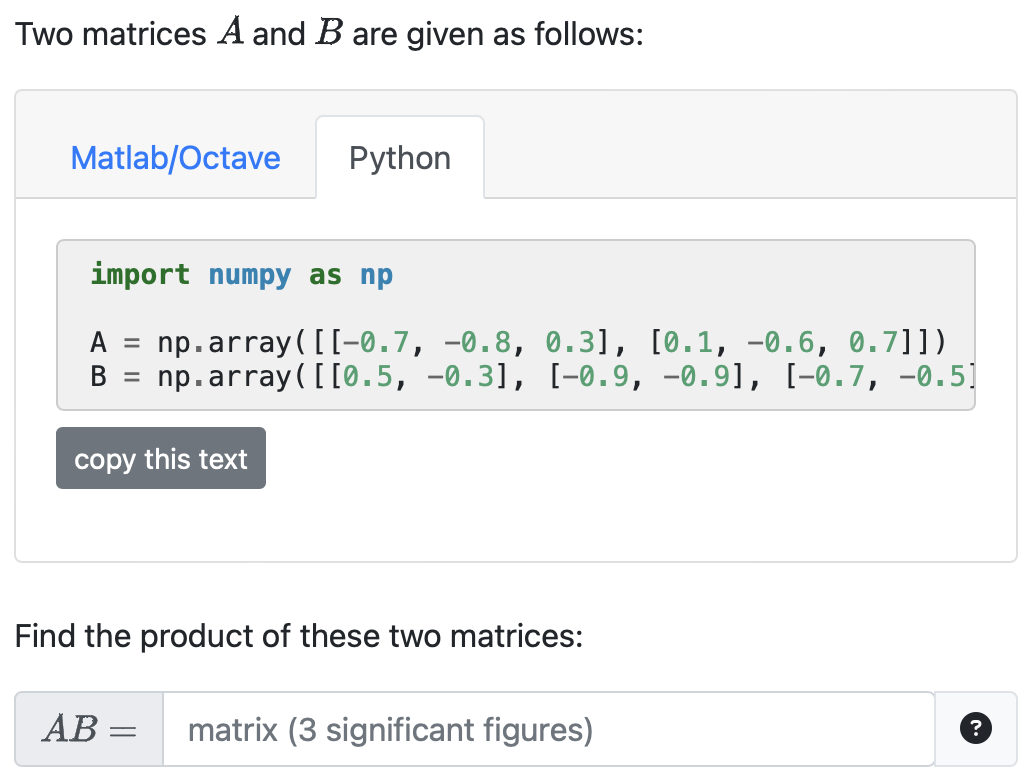 Two matrices A and B are given as follows:
Matlab/Octave Python
import numpy as np
A = np.array([[-0.7, -0.8, 0.3], [0.1, -0.6, 0.7]])
B = np.array([[0.5, -0.3], [-0.9, -0.9], [-0.7, -0.5]
copy this text
Find the product of these two matrices:
AB = matrix (3 significant figures) ?